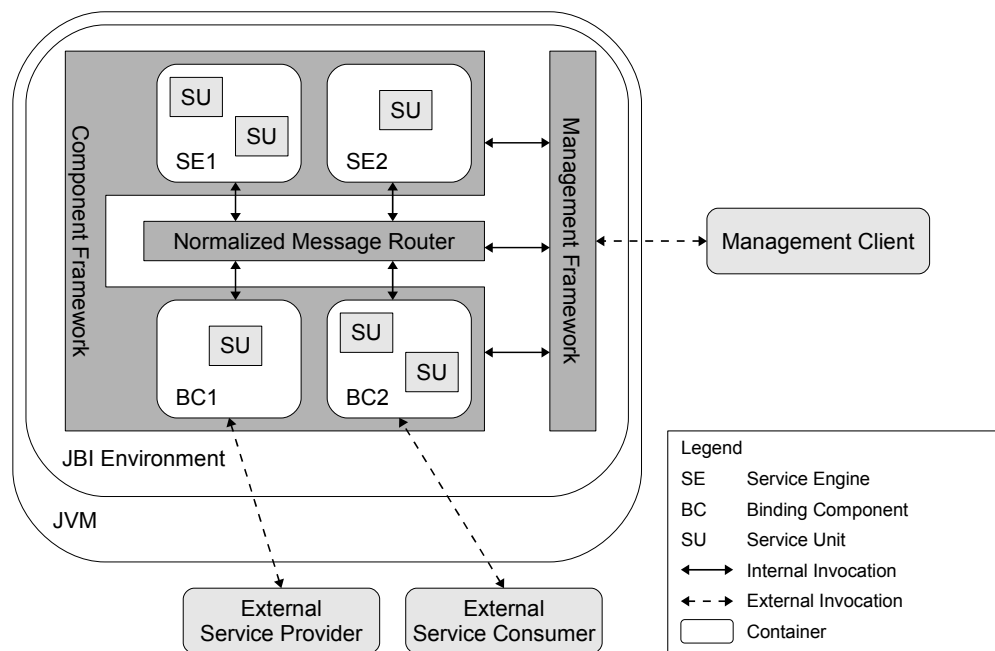 SU
SU
SE1
SU
SE2
Component Framework
Management Framework
Normalized Message Router
Management Client
SU
BC1
SU
SU
BC2
JBI Environment
JVM
External
Service Provider
External
Service Consumer
Legend
SE Service Engine
BC Binding Component
SU Service Unit
Internal Invocation
External Invocation
Container